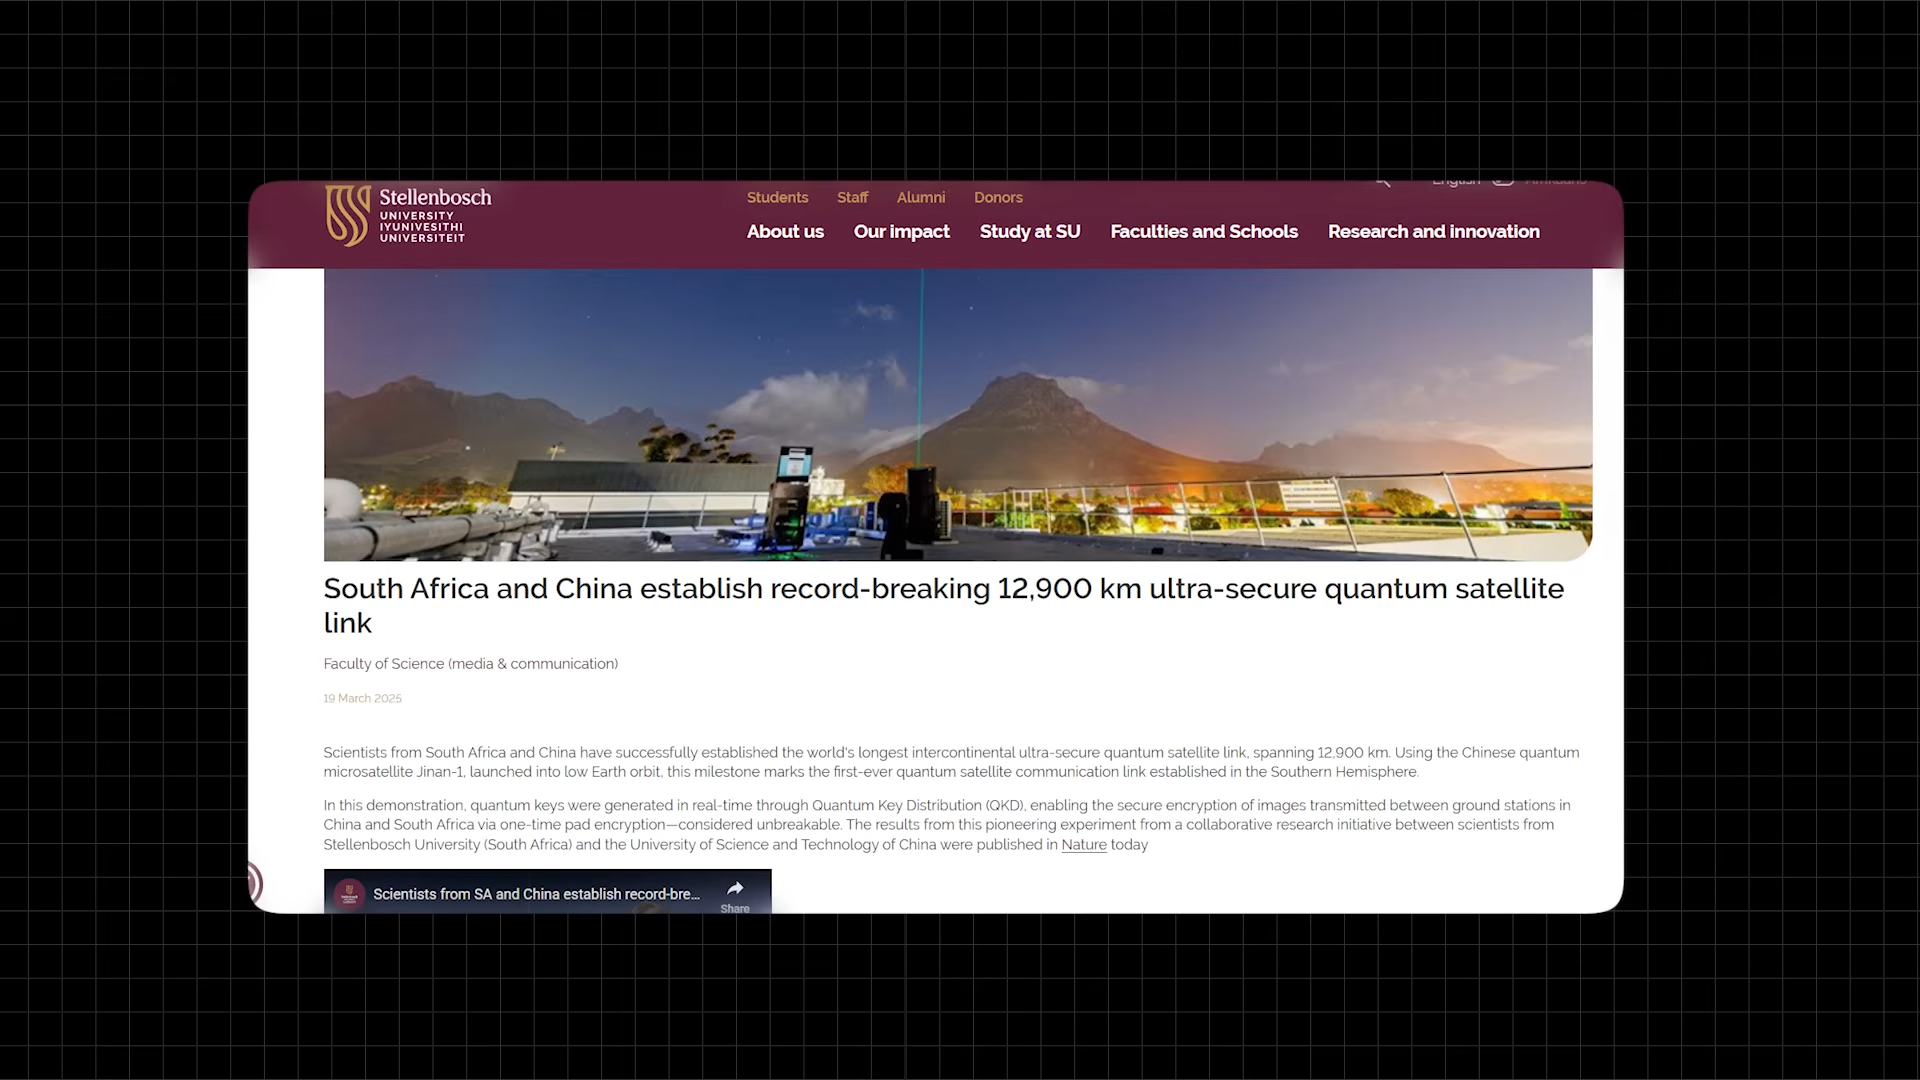 Stellenbosch
UNIVERSITY
IYUNIVESITHI
UNIVERSITEIT
English
Afrikaans
Students Staff Alumni Donors
About us Our impact Study at SU Faculties and Schools Research and innovation
South Africa and China establish record-breaking 12,900 km ultra-secure quantum satellite
link
Faculty of Science (media & communication)
19 March 2025
Scientists from South Africa and China have successfully established the world's longest intercontinental ultra-secure quantum satellite link, spanning 12,900 km. Using the Chinese quantum
microsatellite Jinan-1, launched into low Earth orbit, this milestone marks the first-ever quantum satellite communication link established in the Southern Hemisphere.
In this demonstration, quantum keys were generated in real-time through Quantum Key Distribution (QKD), enabling the secure encryption of images transmitted between ground stations in
China and South Africa via one-time pad encryption—considered unbreakable. The results from this pioneering experiment from a collaborative research initiative between scientists from
Stellenbosch University (South Africa) and the University of Science and Technology of China were published in Nature today
Scientists from SA and China establish record-bre...
Share